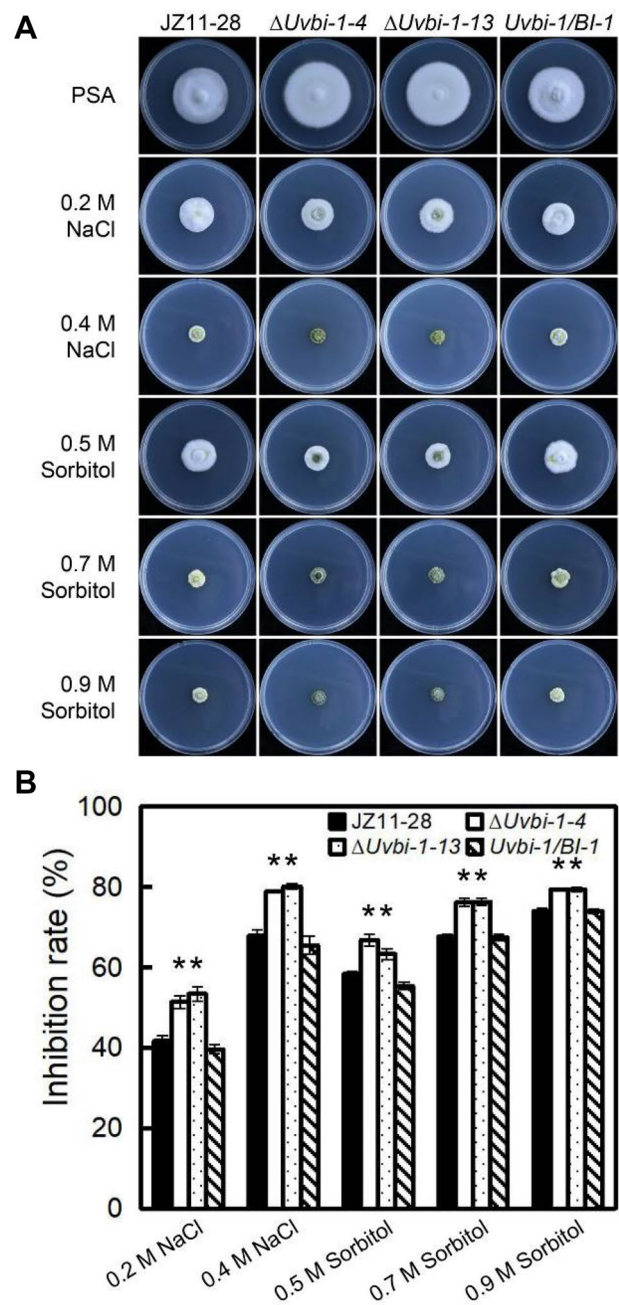 A
JZ11-28 ΔUvbi-1-4 ΔUvbi-1-13 Uvbi-1/BI-1
PSA
0.2 M
NaCl
0.4 M
NaCl
0.5 M
Sorbitol
0.7 M
Sorbitol
0.9 M
Sorbitol
B
Inhibition rate (%)
100
80
60
40
20
0
JZ11-28 ΔUvbi-1-4
ΔUvbi-1-13 Uvbi-1/BI-1
**
**
**
**
**
0.2 M NaCl
0.4 M NaCl
0.5 M Sorbitol
0.7 M Sorbitol
0.9 M Sorbitol